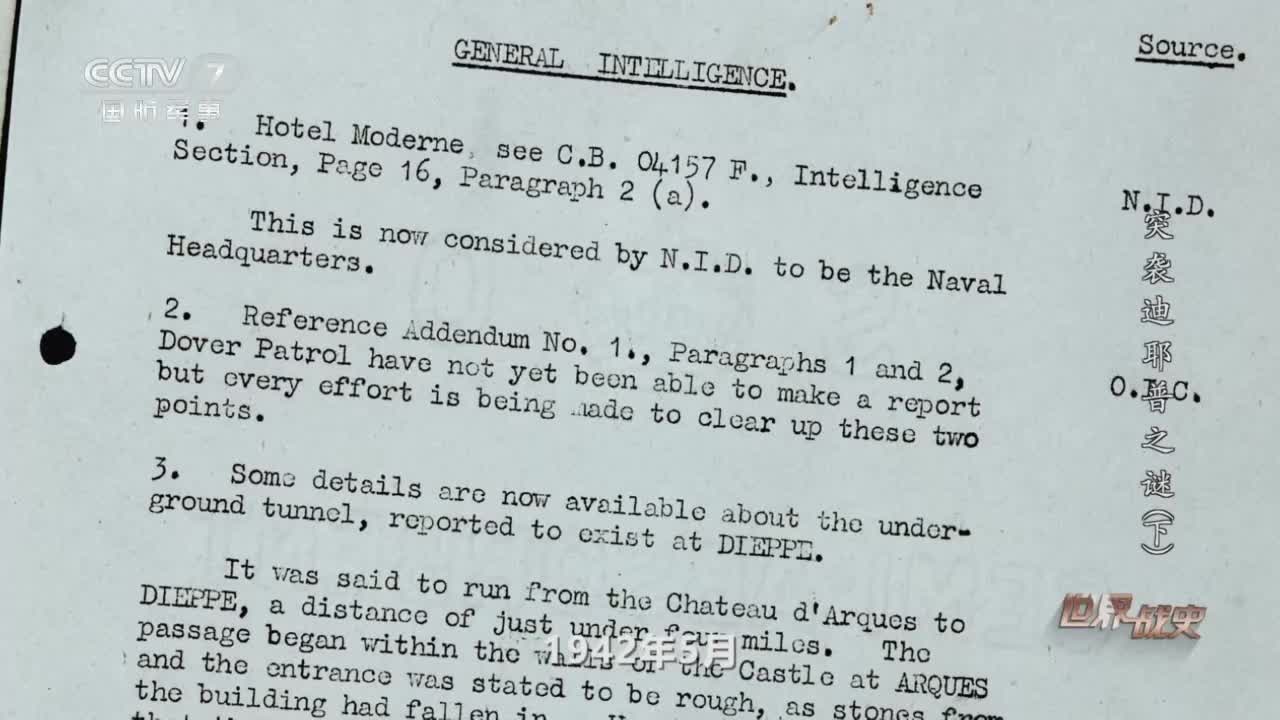 CCTV 7
国防军事
GENERAL INTELLIGENCE.
Source.
1. Hotel Moderne, see C.B. 04157 F., Intelligence
Section, Page 16, Paragraph 2 (a).
N.I.D.
This is now considered by N.I.D. to be the Naval
Headquarters.
2. Reference Addendum No. 1., Paragraphs 1 and 2,
Dover Patrol have not yet been able to make a report
but every effort is being made to clear up these two
points.
O. C.
3. Some details are now available about the under-
ground tunnel, reported to exist at DIEPPE.
It was said to run from the Chateau d'Arques to
DIEPPE, a distance of just under four miles. The
passage began within the walls of the Castle at ARQUES
and the entrance was stated to be rough, as stones from
the building had fallen in.
突袭迪耶普之谜(下)
世界战史
1942年5月